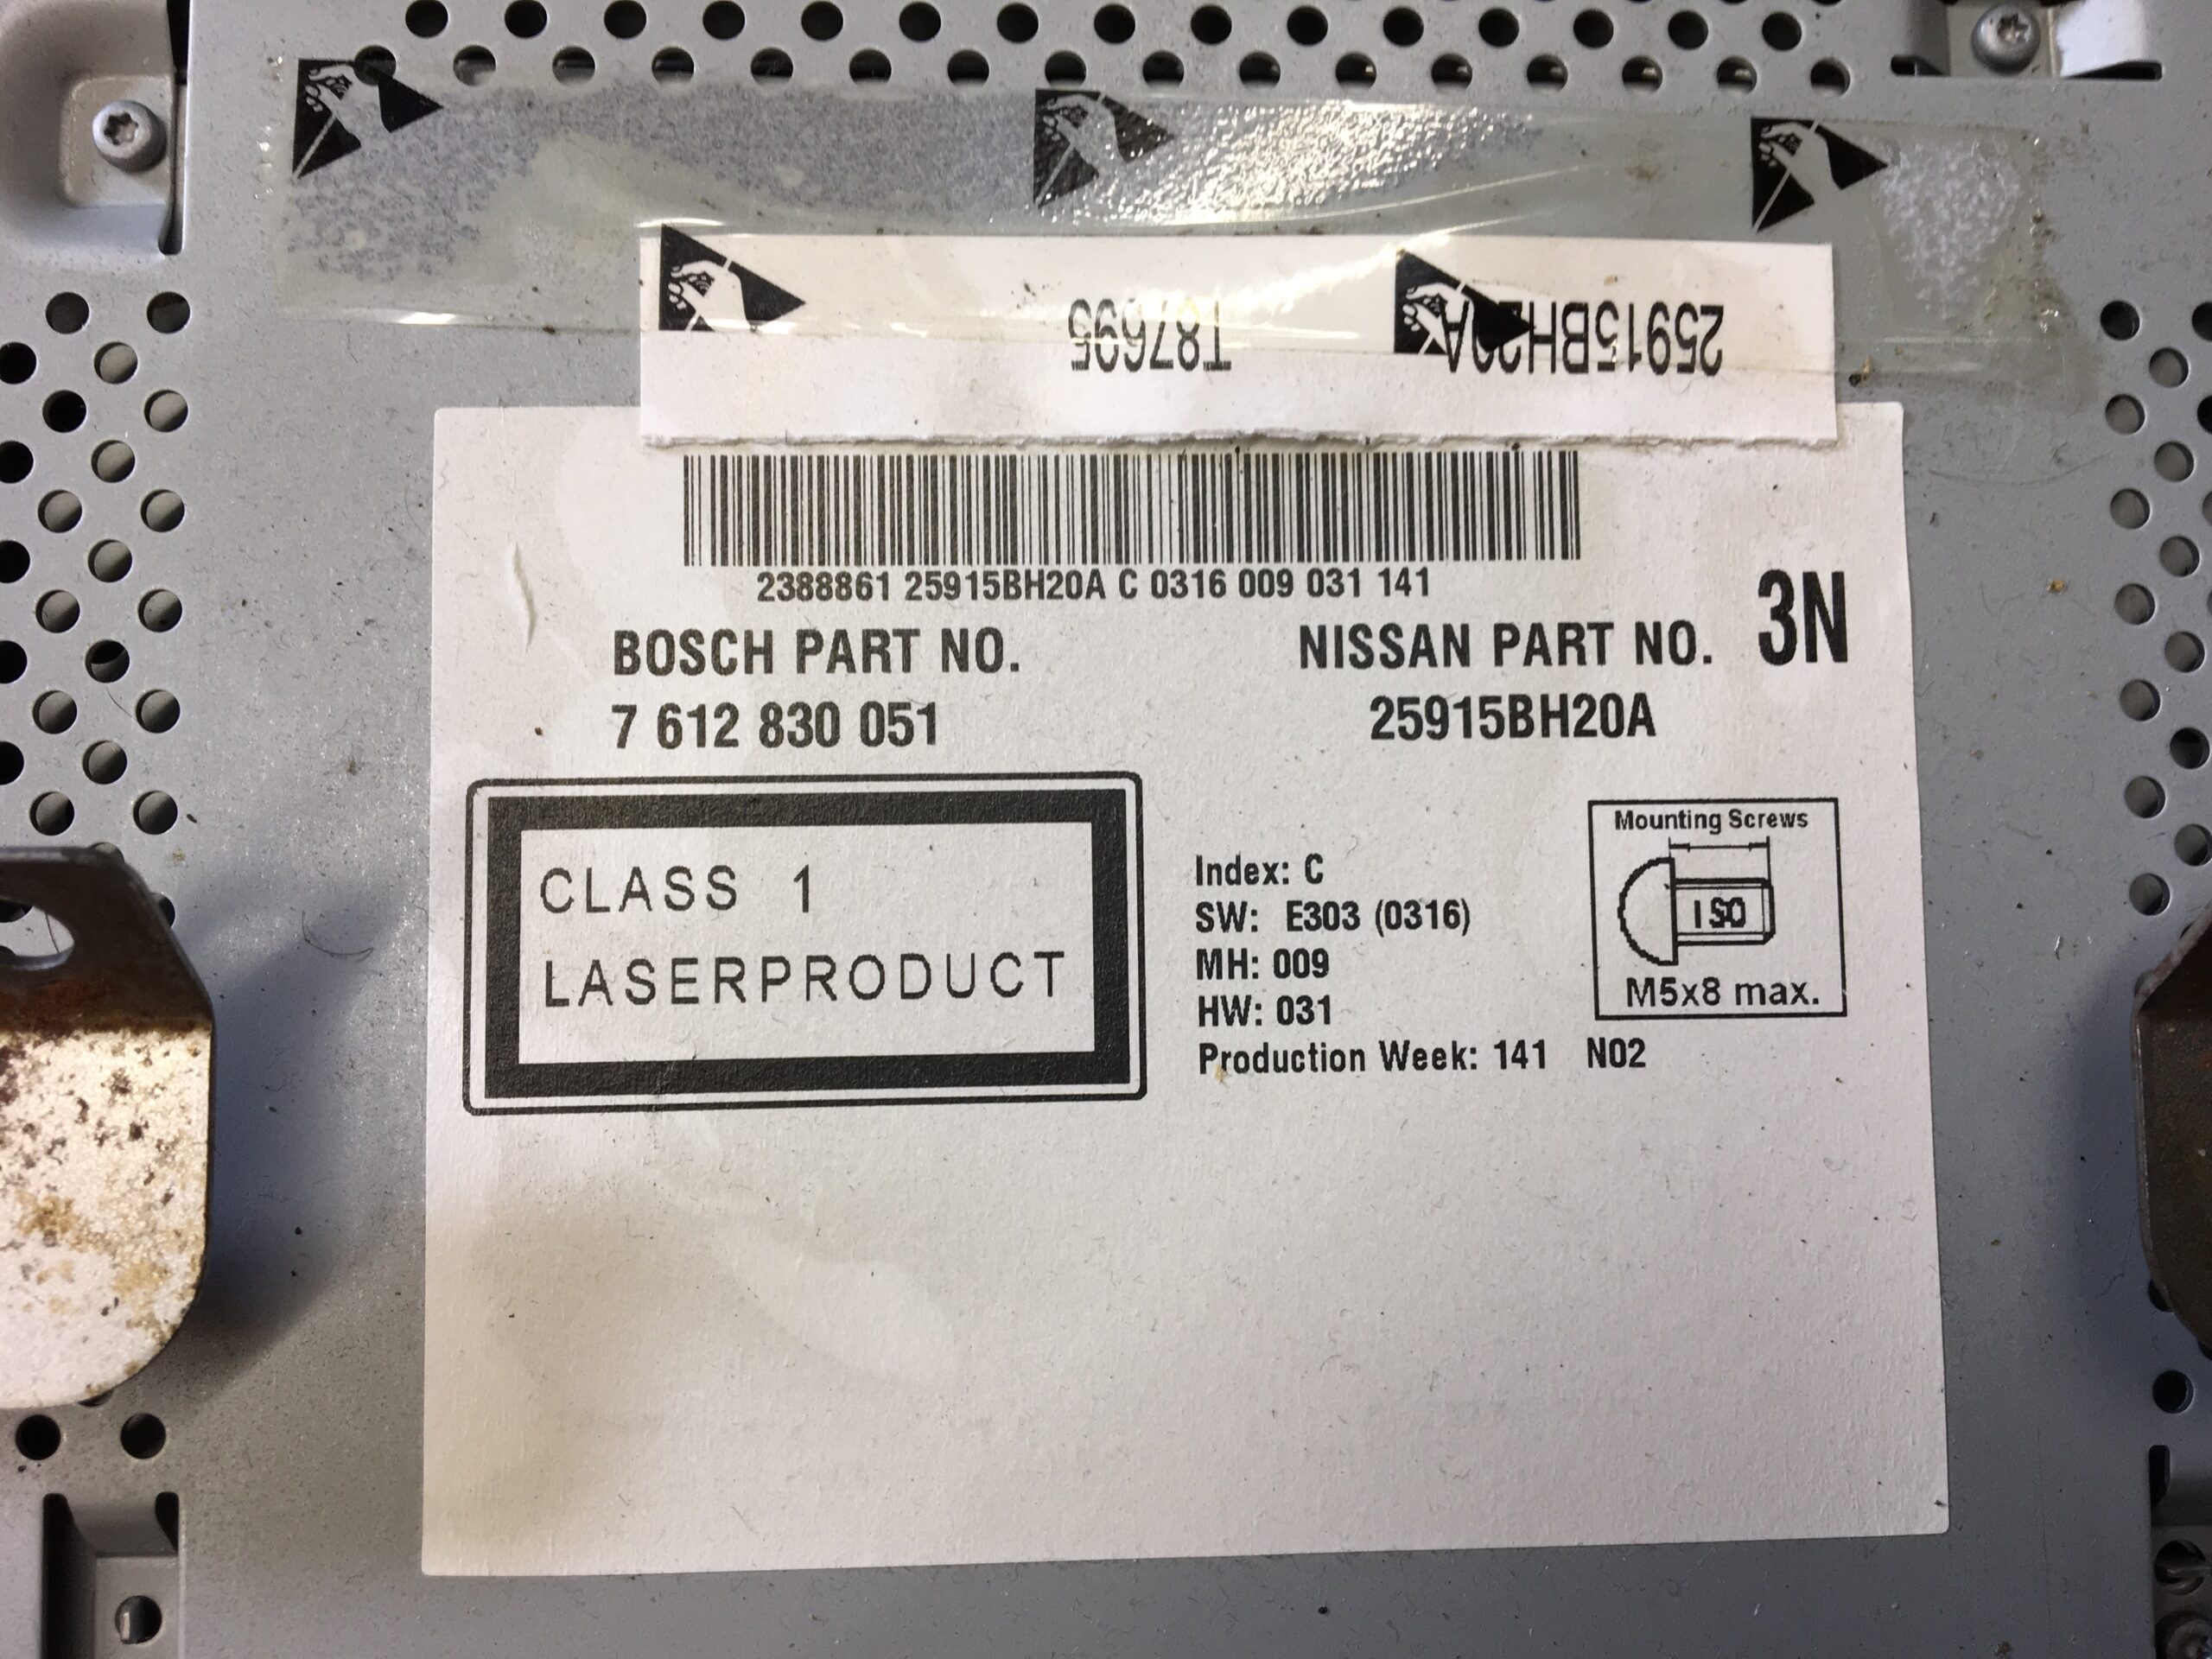 T87695 25915BH20A
2388861 25915BH20A C 0316 009 031 141
BOSCH PART NO.
7 612 830 051
NISSAN PART NO. 3N
25915BH20A
CLASS 1
LASERPRODUCT
Index: C
SW: E303 (0316)
MH: 009
HW: 031
Production Week: 141 N02
Mounting Screws
ISO
M5x8 max.